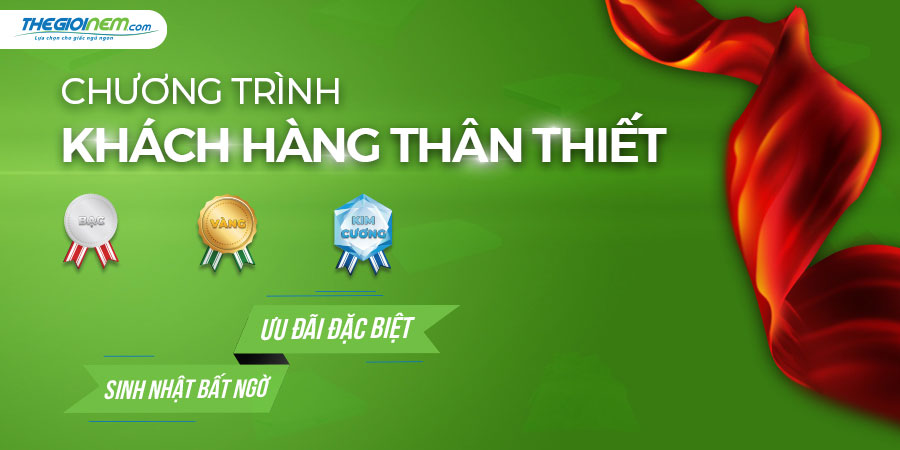 THEGIOINEM.com
Lựa chọn cho giấc ngủ ngon
CHƯƠNG TRÌNH
KHÁCH HÀNG THÂN THIẾT
BẠC
VÀNG
KIM
CƯƠNG
ƯU ĐÃI ĐẶC BIỆT
SINH NHẬT BẤT NGỜ